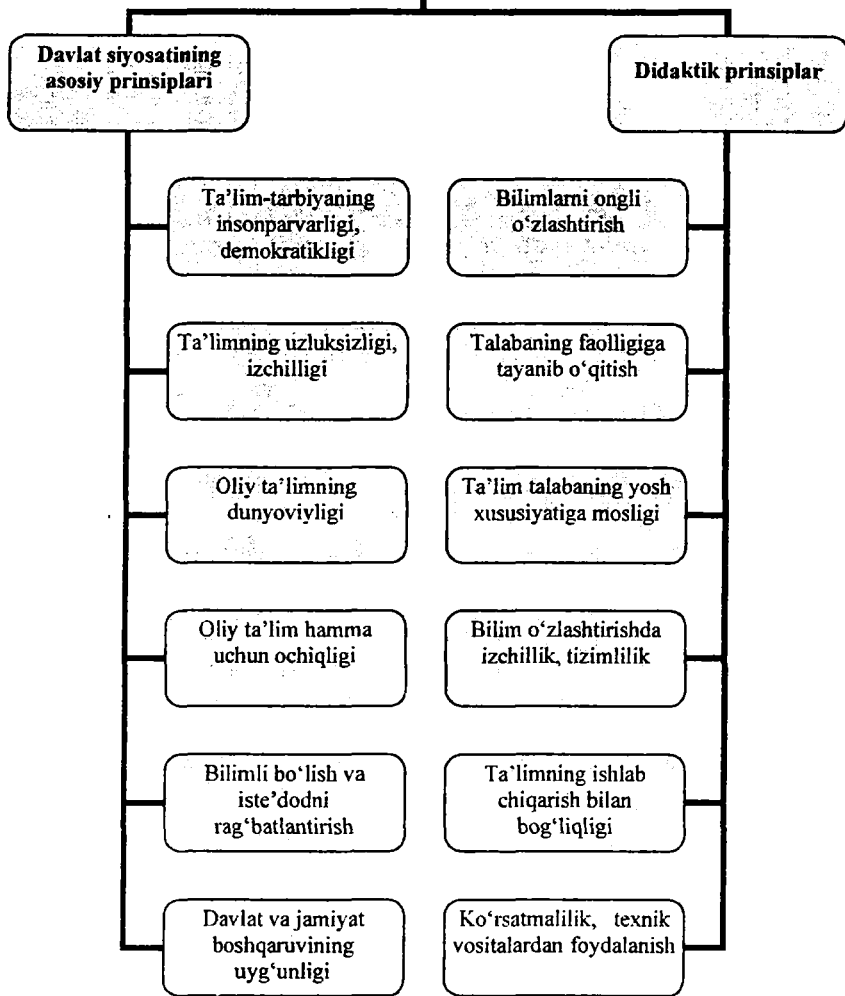 Davlat siyosatining
asosiy prinsiplari
Didaktik prinsiplar
Ta’lim-tarbiyaning
insonparvarligi,
demokratikligi
Bilimlarni ongli
o‘zlashtirish
Ta’limning uzluksizligi,
izchilligi
Talabaning faolligiga
tayanib o‘qitish
Oliy ta’limning
dunyoviyligi
Ta’lim talabaning yosh
xususiyatiga mosligi
Oliy ta’lim hamma
uchun ochiqligi
Bilim o‘zlashtirishda
izchillik, tizimlilik
Bilimli bo‘lish va
iste’dodni
rag‘batlantirish
Ta’limning ishlab
chiqarish bilan
bog‘liqligi
Davlat va jamiyat
boshqaruvining
uyg‘unligi
Ko‘rsatmalilik, texnik
vositalardan foydalanish